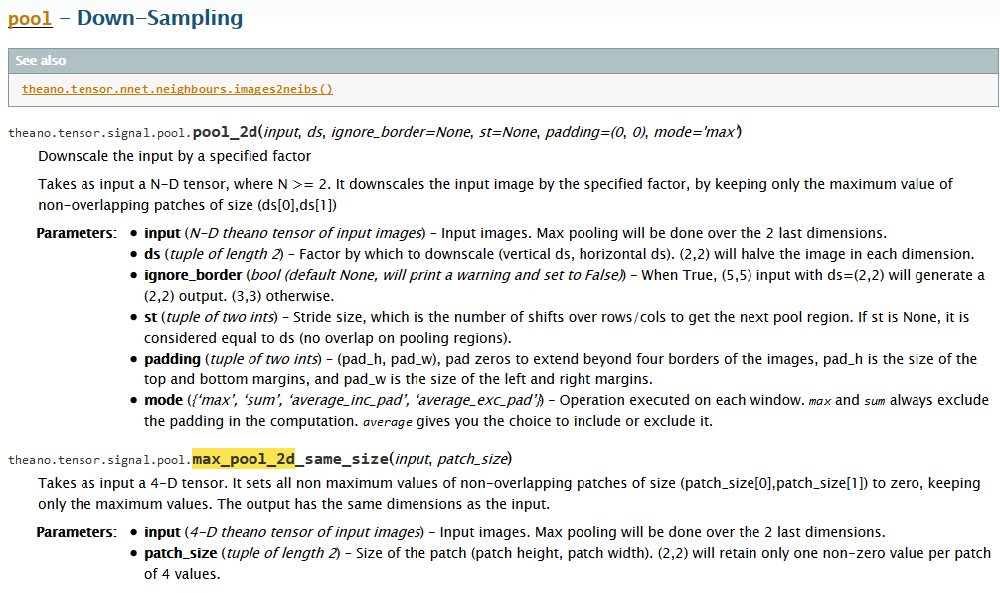 pool – Down-Sampling
See also
theano.tensor.nnet.neighbours.images2neibs()
theano.tensor.signal.pool.pool_2d(input, ds, ignore_border=None, st=None, padding=(0, 0), mode='max')
Downscale the input by a specified factor
Takes as input a N-D tensor, where N >= 2. It downscales the input image by the specified factor, by keeping only the maximum value of
non-overlapping patches of size (ds[0],ds[1])
Parameters: • input (N-D theano tensor of input images) – Input images. Max pooling will be done over the 2 last dimensions.
• ds (tuple of length 2) – Factor by which to downscale (vertical ds, horizontal ds). (2,2) will halve the image in each dimension.
• ignore_border (bool (default None, will print a warning and set to False)) – When True, (5,5) input with ds=(2,2) will generate a
(2,2) output. (3,3) otherwise.
• st (tuple of two ints) – Stride size, which is the number of shifts over rows/cols to get the next pool region. If st is None, it is
considered equal to ds (no overlap on pooling regions).
• padding (tuple of two ints) – (pad_h, pad_w), pad zeros to extend beyond four borders of the images, pad_h is the size of the
top and bottom margins, and pad_w is the size of the left and right margins.
• mode ({‘max’, ‘sum’, ‘average_inc_pad’, ‘average_exc_pad’}) – Operation executed on each window. max and sum always exclude
the padding in the computation. average gives you the choice to include or exclude it.
theano.tensor.signal.pool.max_pool_2d_same_size(input, patch_size)
Takes as input a 4-D tensor. It sets all non maximum values of non-overlapping patches of size (patch_size[0],patch_size[1]) to zero, keeping
only the maximum values. The output has the same dimensions as the input.
Parameters: • input (4-D theano tensor of input images) – Input images. Max pooling will be done over the 2 last dimensions.
• patch_size (tuple of length 2) – Size of the patch (patch height, patch width). (2,2) will retain only one non-zero value per patch
of 4 values.